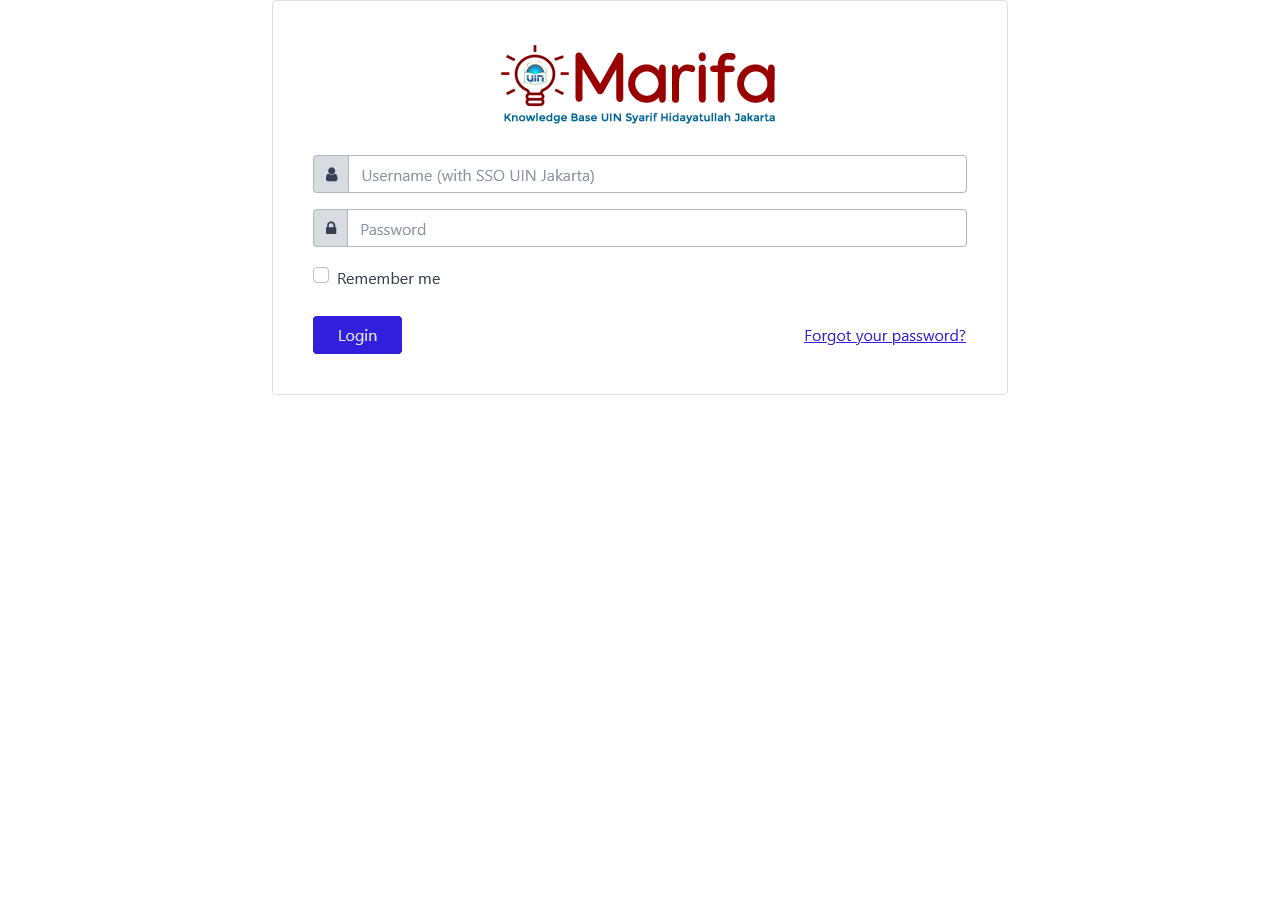 uin
Marifa
Knowledge Base UIN Syarif Hidayatullah Jakarta
Username (with SSO UIN Jakarta)
Password
Remember me
Login
Forgot your password?